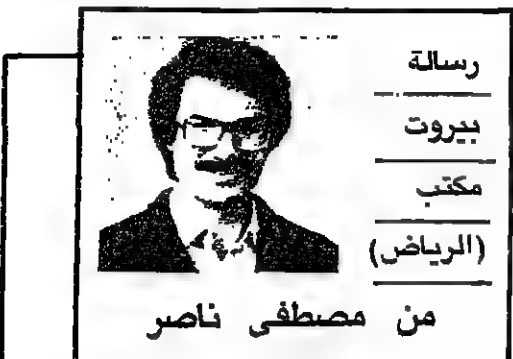 رسالة
بيروت
مكتب
(الرياض)
من مصطفى ناصر